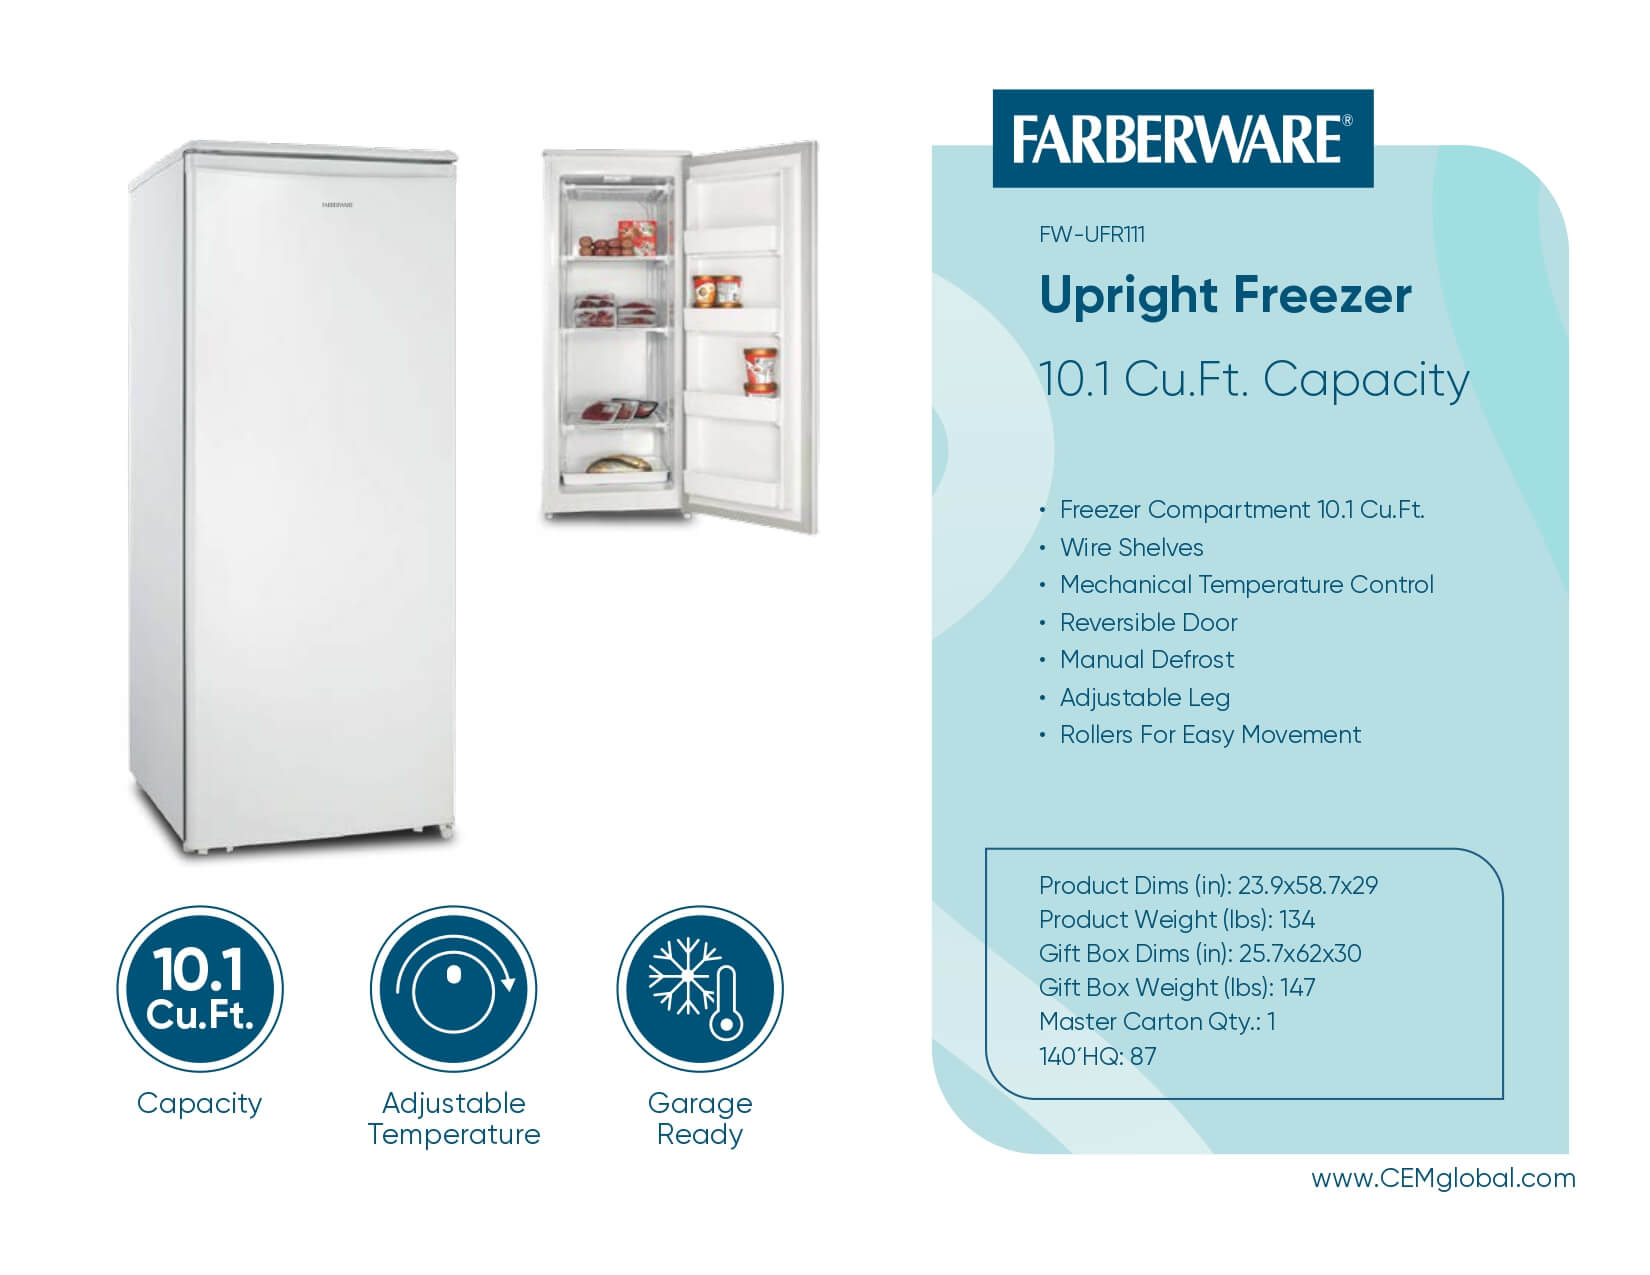 FARBERWARE
FARBERWARE®
FW-UFR111
Upright Freezer
10.1 Cu.Ft. Capacity
• Freezer Compartment 10.1 Cu.Ft.
• Wire Shelves
• Mechanical Temperature Control
• Reversible Door
• Manual Defrost
• Adjustable Leg
• Rollers For Easy Movement
Product Dims (in): 23.9x58.7x29
Product Weight (lbs): 134
Gift Box Dims (in): 25.7x62x30
Gift Box Weight (lbs): 147
Master Carton Qty.: 1
140´HQ: 87
10.1
Cu.Ft.
Capacity
Adjustable
Temperature
Garage
Ready
www.CEMglobal.com